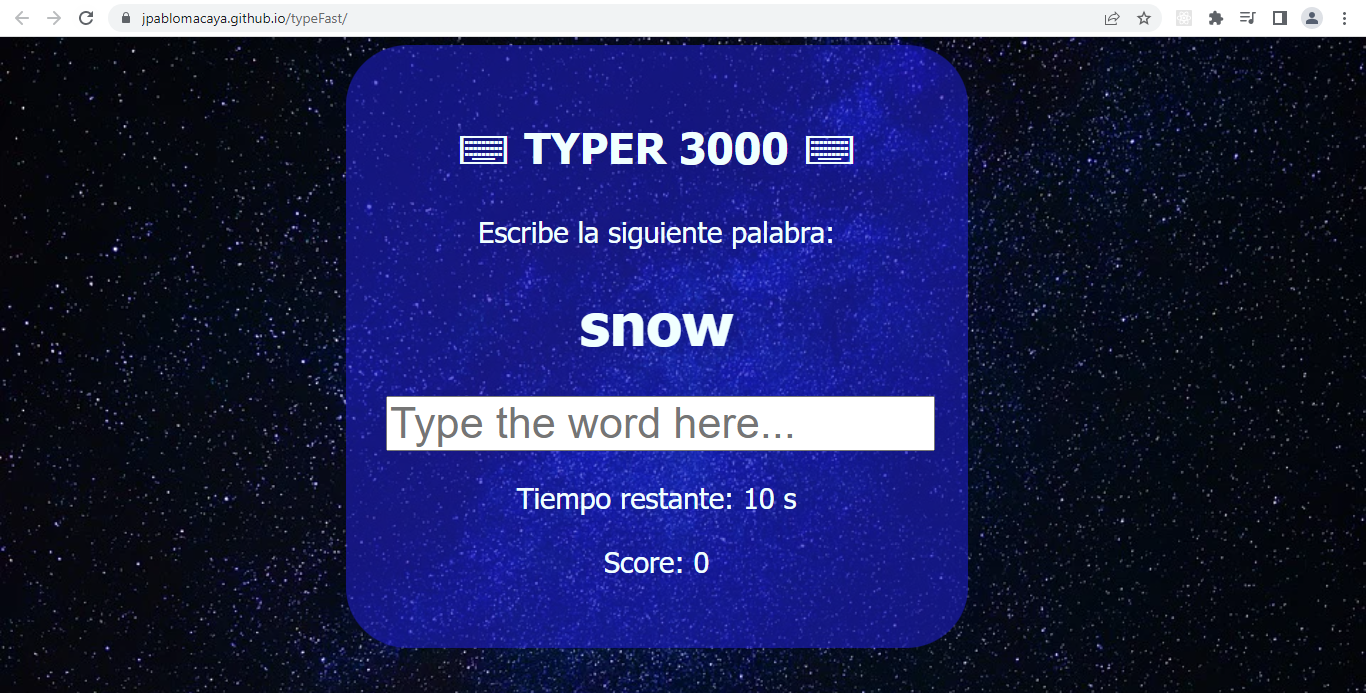 jpablomacaya.github.io/typeFast/
⌨ TYPER 3000 ⌨
Escribe la siguiente palabra:
snow
Type the word here...
Tiempo restante: 10 s
Score: 0